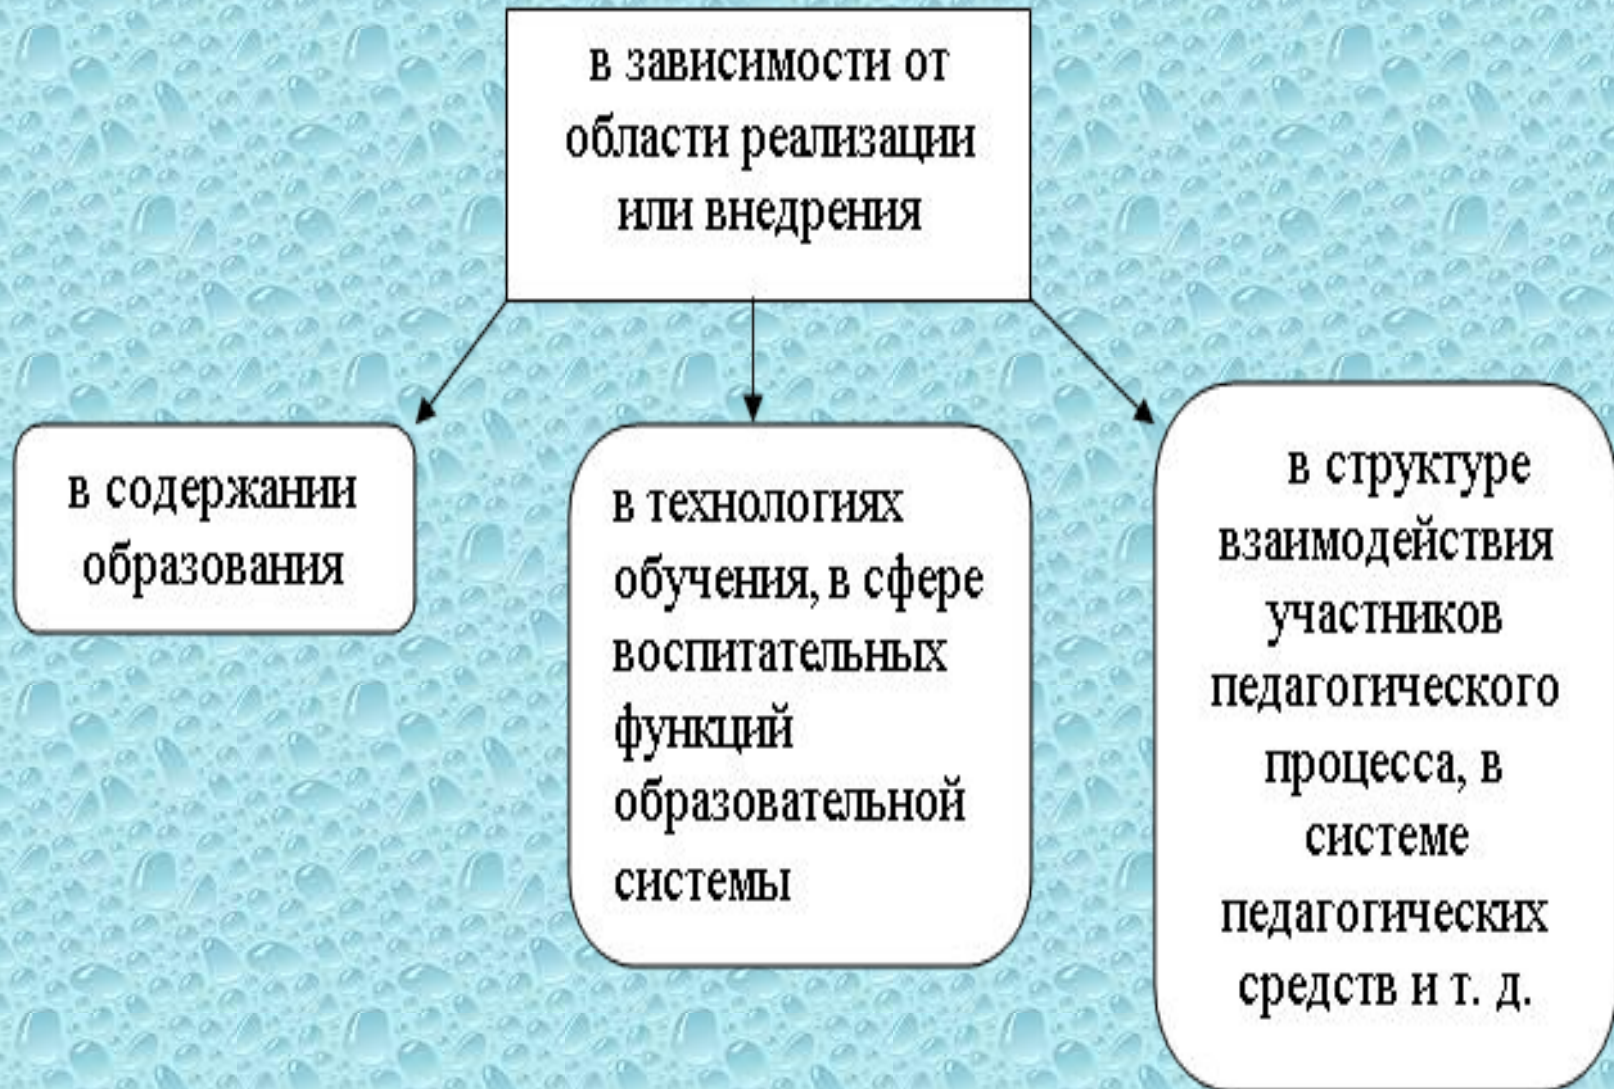 в зависимости от
области реализации
или внедрения
в содержании
образования
в технологиях
обучения, в сфере
воспитательных
функций
образовательной
системы
в структуре
взаимодействия
участников
педагогического
процесса, в
системе
педагогических
средств и т. д.